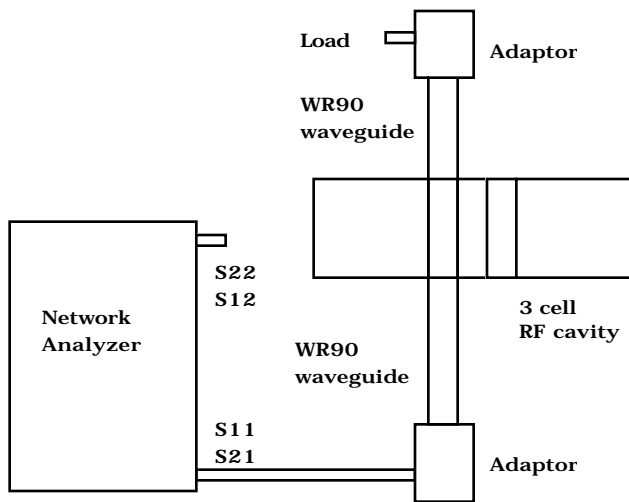 Load
Adaptor
WR90
waveguide
S22
S12
Network
Analyzer
3 cell
RF cavity
WR90
waveguide
S11
S21
Adaptor